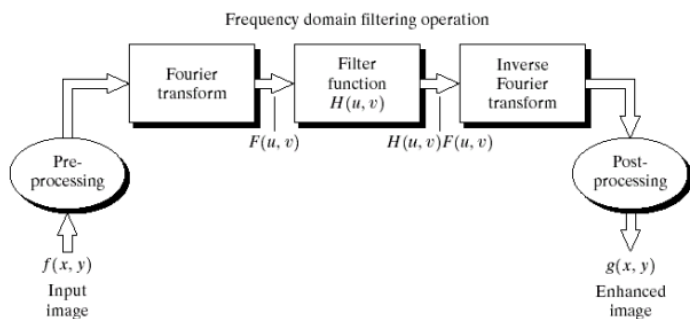 Frequency domain filtering operation
Fourier
transform
Filter
function
H(u, v)
Inverse
Fourier
transform
F(u, v)
H(u, v)F(u, v)
Pre-
processing
Post-
processing
f(x, y)
Input
image
g(x, y)
Enhanced
image